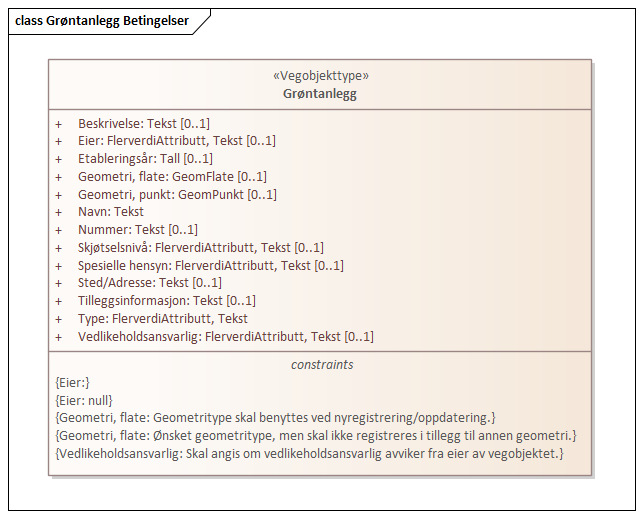 class Grøntanlegg Betingelser
«Vegobjekttype»
Grøntanlegg
+ Beskrivelse: Tekst [0..1]
+ Eier: FlerverdiAttributt, Tekst [0..1]
+ Etableringsår: Tall [0..1]
+ Geometri, flate: GeomFlate [0..1]
+ Geometri, punkt: GeomPunkt [0..1]
+ Navn: Tekst
+ Nummer: Tekst [0..1]
+ Skjøtselsnivå: FlerverdiAttributt, Tekst [0..1]
+ Spesielle hensyn: FlerverdiAttributt, Tekst [0..1]
+ Sted/Adresse: Tekst [0..1]
+ Tilleggsinformasjon: Tekst [0..1]
+ Type: FlerverdiAttributt, Tekst
+ Vedlikeholdsansvarlig: FlerverdiAttributt, Tekst [0..1]
constraints
{Eier:}
{Eier: null}
{Geometri, flate: Geometritype skal benyttes ved nyregistrering/oppdatering.}
{Geometri, flate: Ønsket geometritype, men skal ikke registreres i tillegg til annen geometri.}
{Vedlikeholdsansvarlig: Skal angis om vedlikeholdsansvarlig avviker fra eier av vegobjektet.}